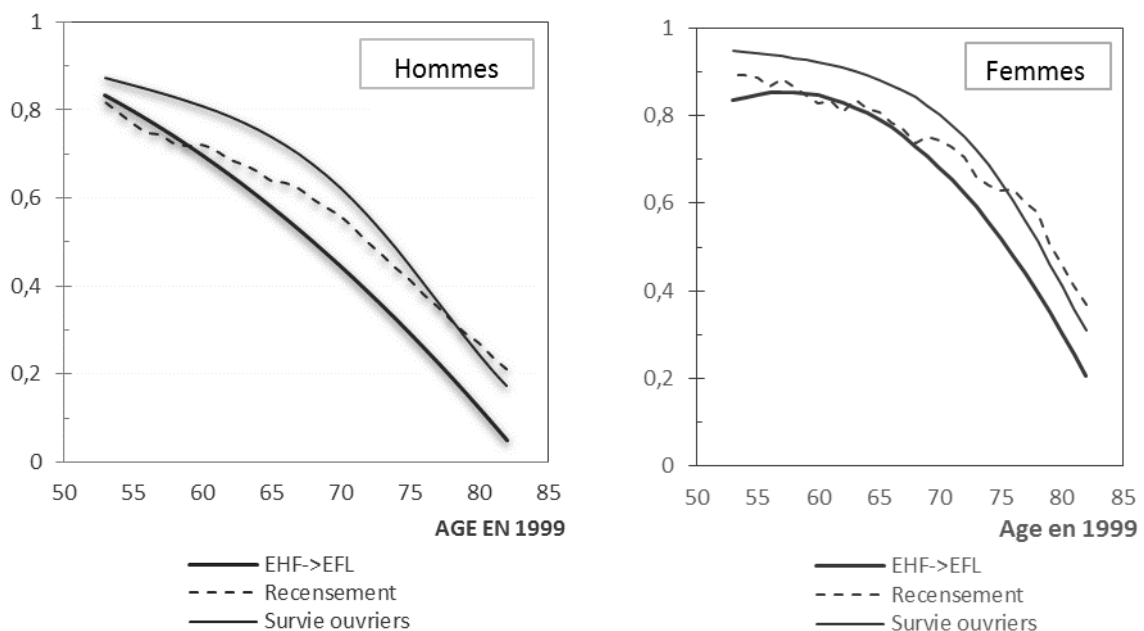 Hommes
1
0,8
0,6
0,4
0,2
0
50 55 60 65 70 75 80 85
AGE EN 1999
EHF->EFL
Recensement
Survie ouvriers
Femmes
1
0,8
0,6
0,4
0,2
0
50 55 60 65 70 75 80 85
Age en 1999
EHF->EFL
Recensement
Survie ouvriers